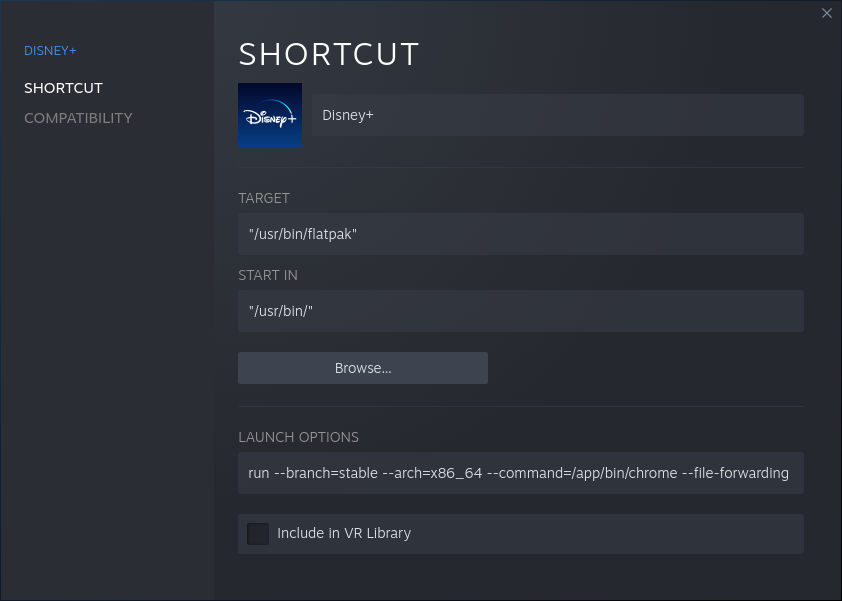 DISNEY+
SHORTCUT
COMPATIBILITY
SHORTCUT
Disney+
Disney+
TARGET
"/usr/bin/flatpak"
START IN
"/usr/bin/"
Browse...
LAUNCH OPTIONS
run --branch=stable --arch=x86_64 --command=/app/bin/chrome --file-forwarding
Include in VR Library